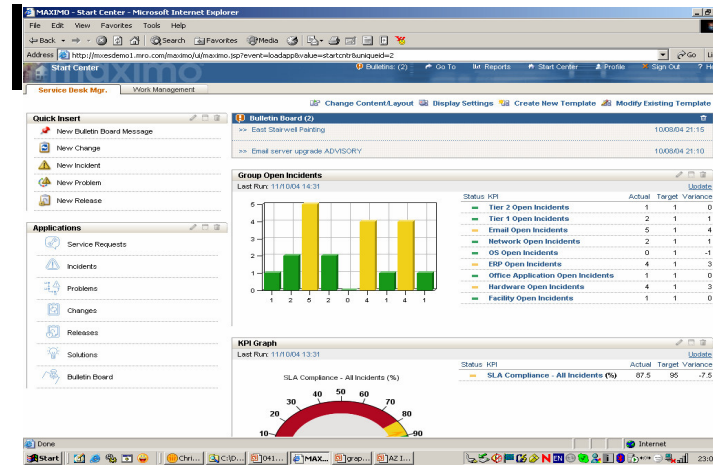 MAXIMO - Start Center - Microsoft Internet Explorer
File Edit View Favorites Tools Help
Back Search Favorites Media
Address http://mxesdemo1.mro.com/maximo/ui/maximo.jsp?event=loadapp&value=startcntr&uniqueid=2 Go
Start Center Bulletins: (2) Go To Reports Start Center Profile Sign Out
maximo
Service Desk Mgr. Work Management
Change Content/Layout Display Settings Create New Template Modify Existing Template
Quick Insert
New Bulletin Board Message
New Change
New Incident
New Problem
New Release
Applications
Service Requests
Incidents
Problems
Changes
Releases
Solutions
Bulletin Board
Bulletin Board (2)
>> East Stairwell Painting 10/08/04 21:15
>> Email server upgrade ADVISORY 10/08/04 21:10
Group Open Incidents
Last Run: 11/10/04 14:31 Update
Status KPI Actual Target Variance
Tier 2 Open Incidents 1 1 0
Tier 1 Open Incidents 2 1 1
Email Open Incidents 5 1 4
Network Open Incidents 2 1 1
OS Open Incidents 0 1 -1
ERP Open Incidents 4 1 3
Office Application Open Incidents 1 1 0
Hardware Open Incidents 4 1 3
Facility Open Incidents 1 1 0
5
4
3
2
1
0
1 2 5 2 0 4 1 4 1
KPI Graph
Last Run: 11/10/04 13:31 Update
Status KPI Actual Target Variance
SLA Compliance - All Incidents (%) 87.5 95 -7.5
SLA Compliance - All Incidents (%)
10 20 30 40 50 60 70 80 90
Done Internet
Start Chri... C:\D... 041... MAX... grap... AZ I... EN 23:0